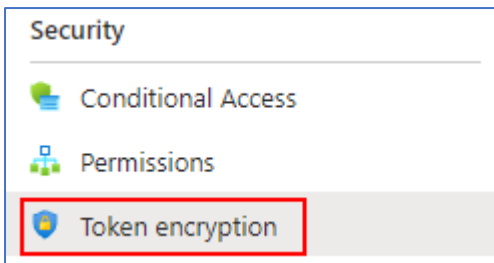 Security
Conditional Access
Permissions
Token encryption